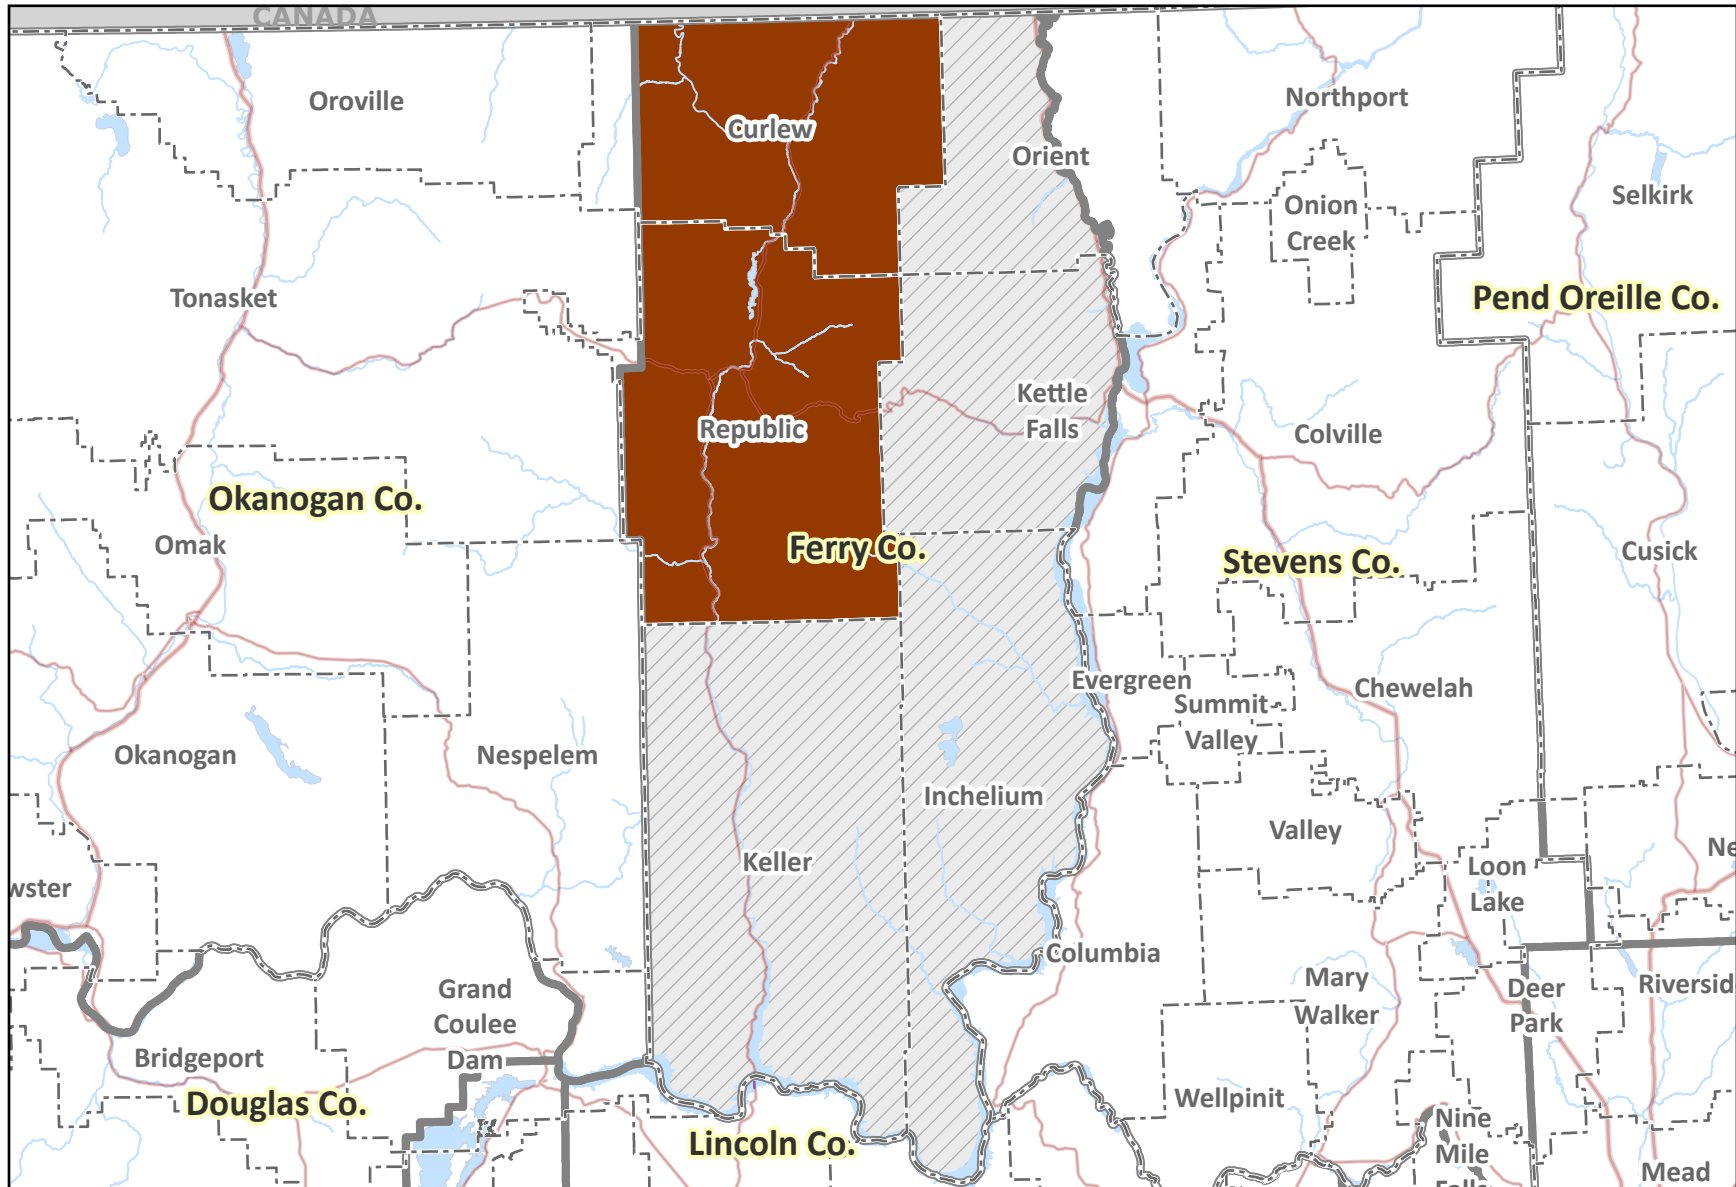 CANADA
Oroville
Curlew
Northport
Orient
Selkirk
Onion
Creek
Tonasket
Pend Oreille Co.
Kettle
Falls
Republic
Colville
Okanogan Co.
Omak
Ferry Co.
Stevens Co.
Cusick
Evergreen
Summit
Valley
Chewelah
Okanogan
Nespelem
Inchelium
Valley
Keller
Ne
wster
Loon
Lake
Columbia
Grand
Coulee
Dam
Mary
Walker
Deer
Park
Riversid
Bridgeport
Douglas Co.
Wellpinit
Lincoln Co.
Nine
Mile
Falls
Mead